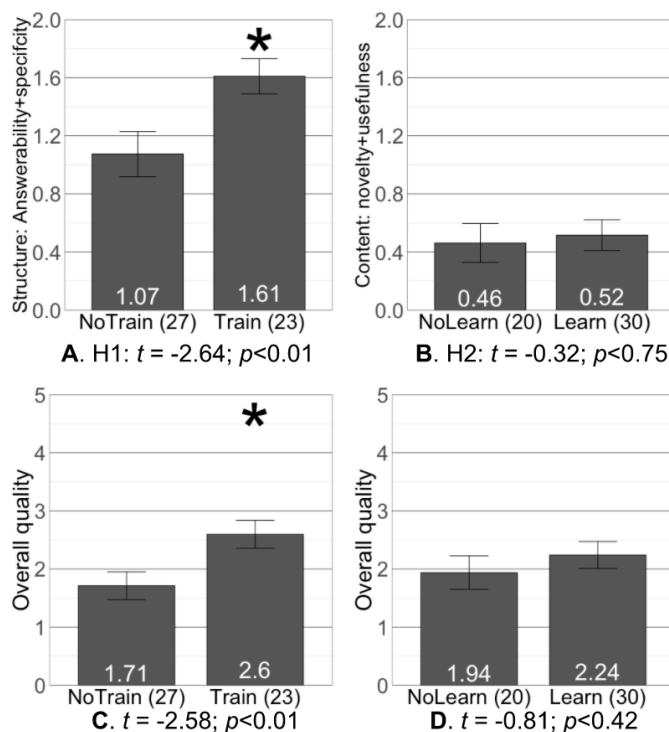 Structure: Answerability+specifcity
2.0
1.6
1.2
0.8
0.4
0.0
*
1.07
1.61
NoTrain (27) Train (23)
A. H1: t = -2.64; p<0.01
Content: novelty+usefulness
2.0
1.6
1.2
0.8
0.4
0.0
0.46
0.52
NoLearn (20) Learn (30)
B. H2: t = -0.32; p<0.75
Overall quality
5
4
3
2
1
0
*
1.71
2.6
NoTrain (27) Train (23)
C. t = -2.58; p<0.01
Overall quality
5
4
3
2
1
0
1.94
2.24
NoLearn (20) Learn (30)
D. t = -0.81; p<0.42